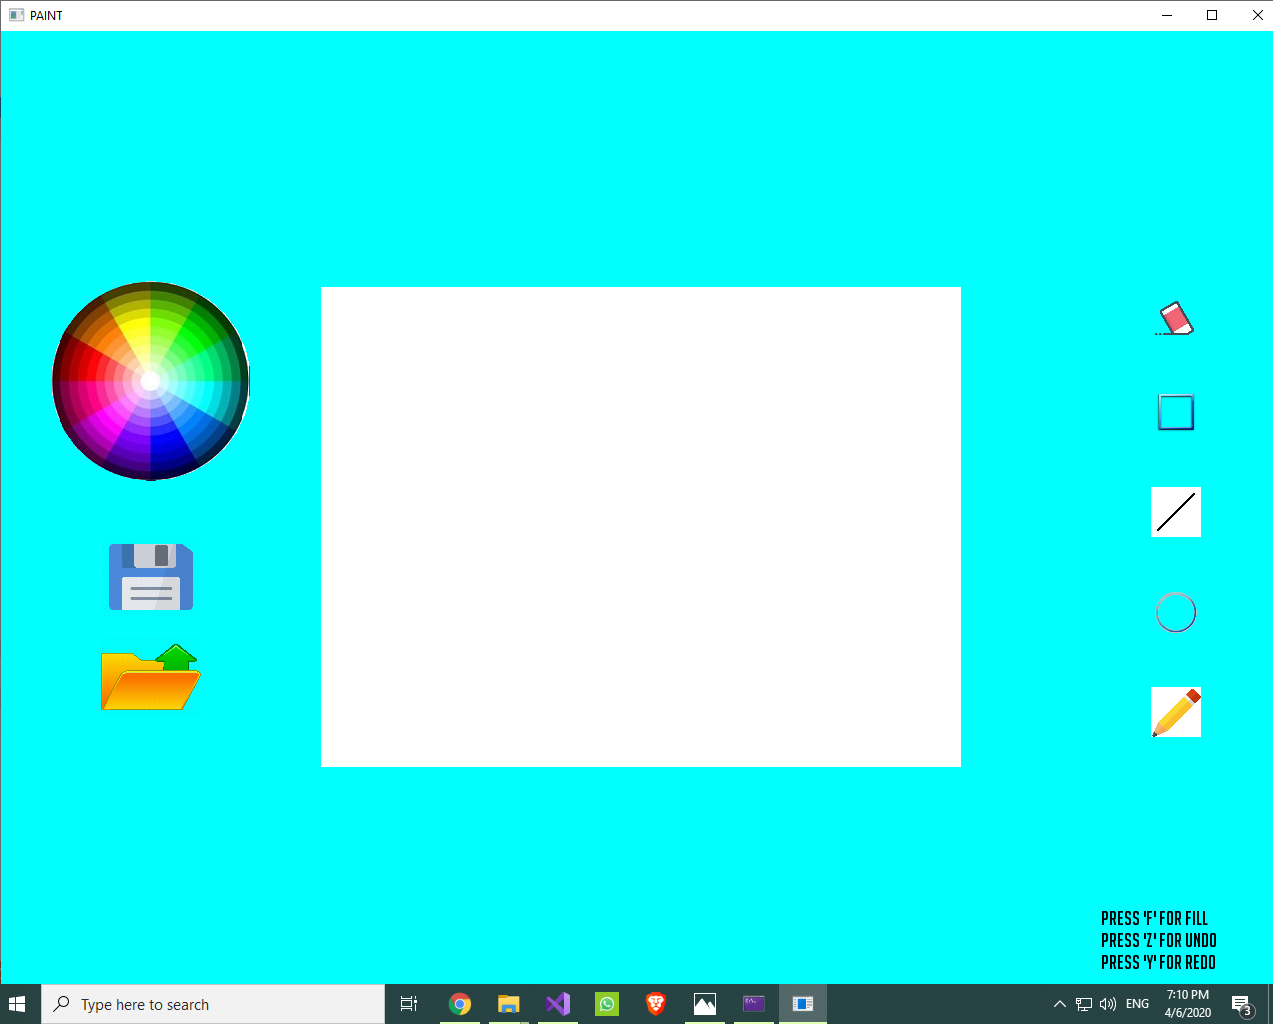 PAINT
PRESS 'F' FOR FILL
PRESS 'Z' FOR UNDO
PRESS 'Y' FOR REDO
Type here to search
ENG
7:10 PM
4/6/2020
3